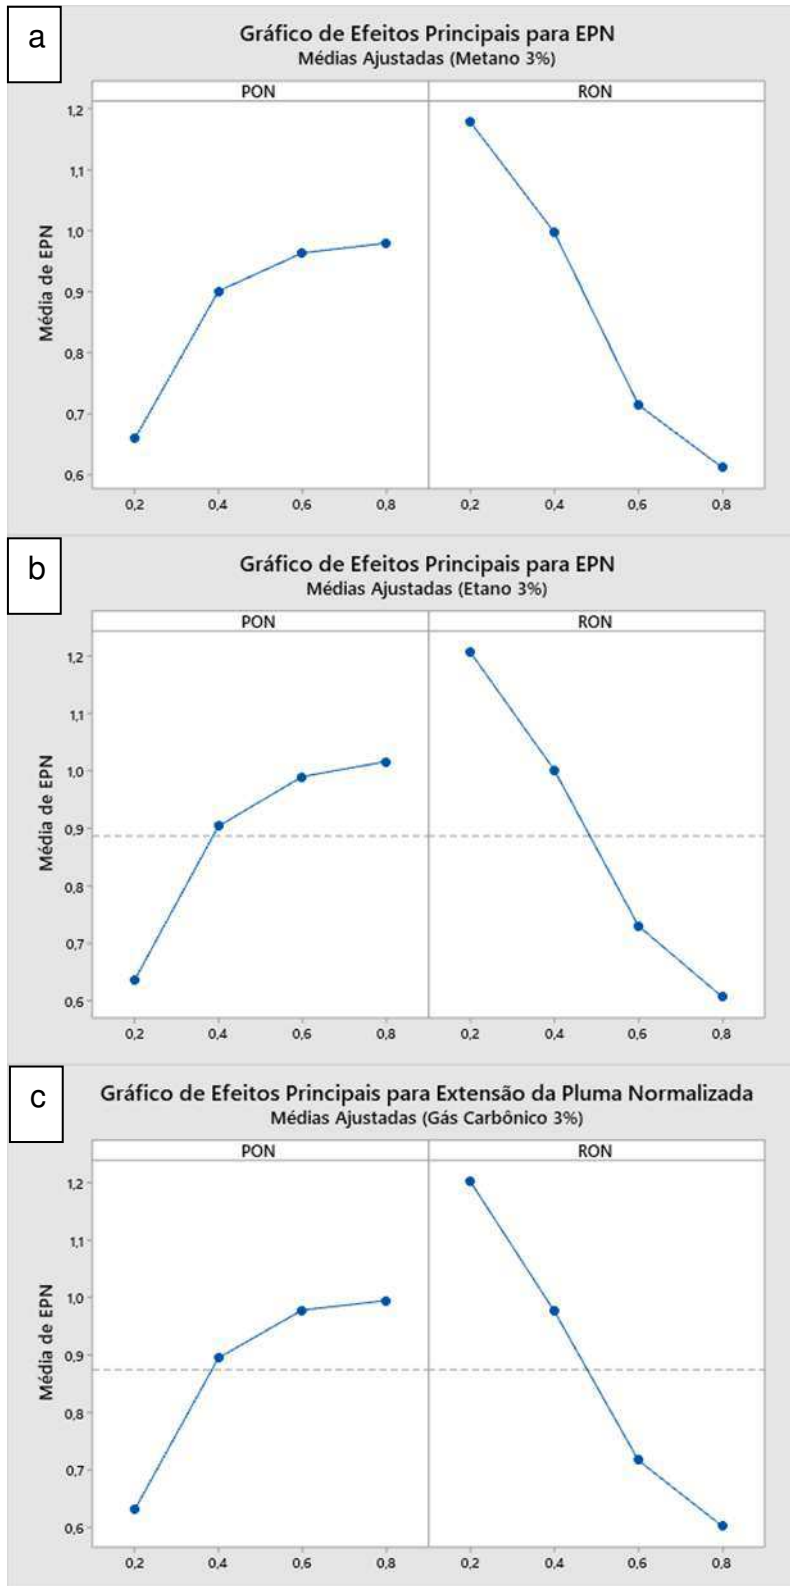 a
Gráfico de Efeitos Principais para EPN
Médias Ajustadas (Metano 3%)
PON
RON
Média de EPN
1,2
1,1
1,0
0,9
0,8
0,7
0,6
0,2
0,4
0,6
0,8
0,2
0,4
0,6
0,8
b
Gráfico de Efeitos Principais para EPN
Médias Ajustadas (Etano 3%)
PON
RON
Média de EPN
1,2
1,1
1,0
0,9
0,8
0,7
0,6
0,2
0,4
0,6
0,8
0,2
0,4
0,6
0,8
c
Gráfico de Efeitos Principais para Extensão da Pluma Normalizada
Médias Ajustadas (Gás Carbônico 3%)
PON
RON
Média de EPN
1,2
1,1
1,0
0,9
0,8
0,7
0,6
0,2
0,4
0,6
0,8
0,2
0,4
0,6
0,8